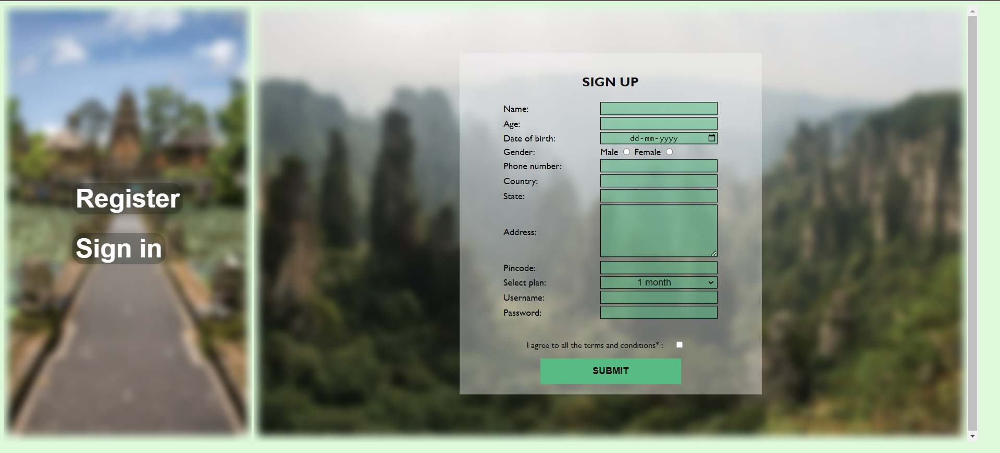 Register
Sign in
SIGN UP
Name:
Age:
Date of birth: dd-mm-yyyy
Gender: Male Female
Phone number:
Country:
State:
Address:
Pincode:
Select plan: 1 month
Username:
Password:
I agree to all the terms and conditions* :
SUBMIT